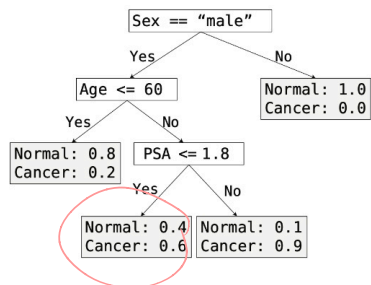 Sex == “male”
Yes
No
Age <= 60
Normal: 1.0
Cancer: 0.0
Yes
No
Normal: 0.8
Cancer: 0.2
PSA <= 1.8
Yes
No
Normal: 0.4
Cancer: 0.6
Normal: 0.1
Cancer: 0.9